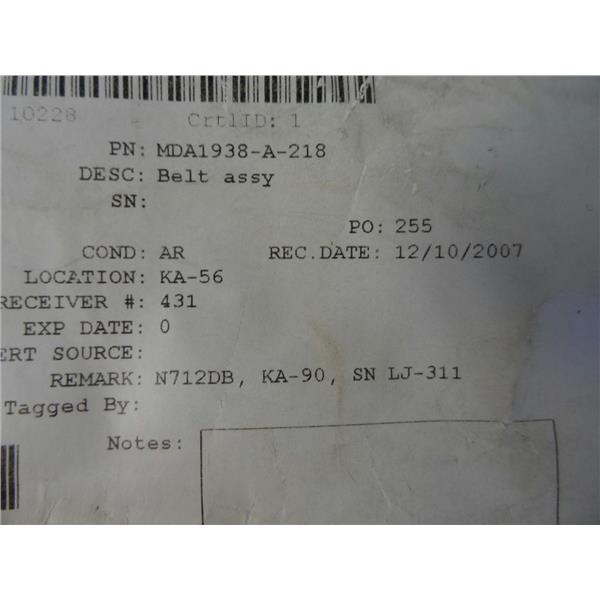 10228 CrtlID: 1
PN: MDA1938-A-218
DESC: Belt assy
SN:
PO: 255
COND: AR REC.DATE: 12/10/2007
LOCATION: KA-56
RECEIVER #: 431
EXP DATE: 0
ERT SOURCE:
REMARK: N712DB, KA-90, SN LJ-311
Tagged By:
Notes: